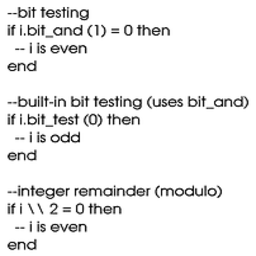 --bit testing
if i.bit_and (1) = 0 then
-- i is even
end

--built-in bit testing (uses bit_and)
if i.bit_test (0) then
-- i is odd
end

--integer remainder (modulo)
if i \\ 2 = 0 then
-- i is even
end